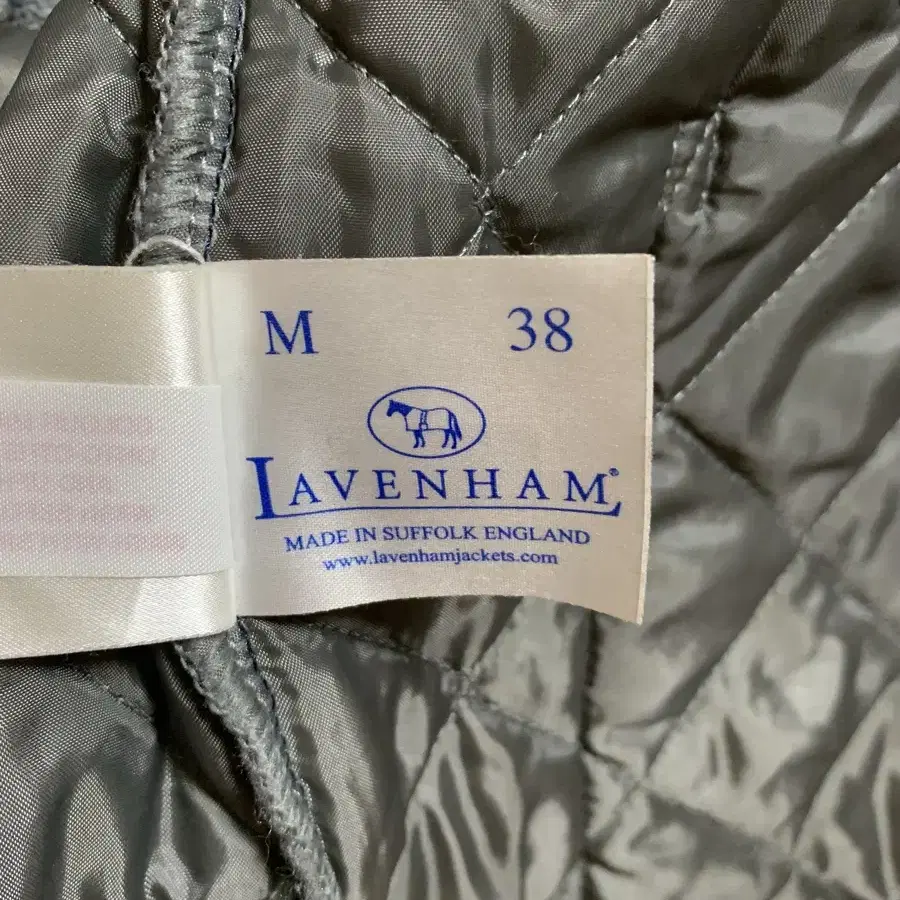 M 38
LAVENHAM®
MADE IN SUFFOLK ENGLAND
www.lavenhamjackets.com